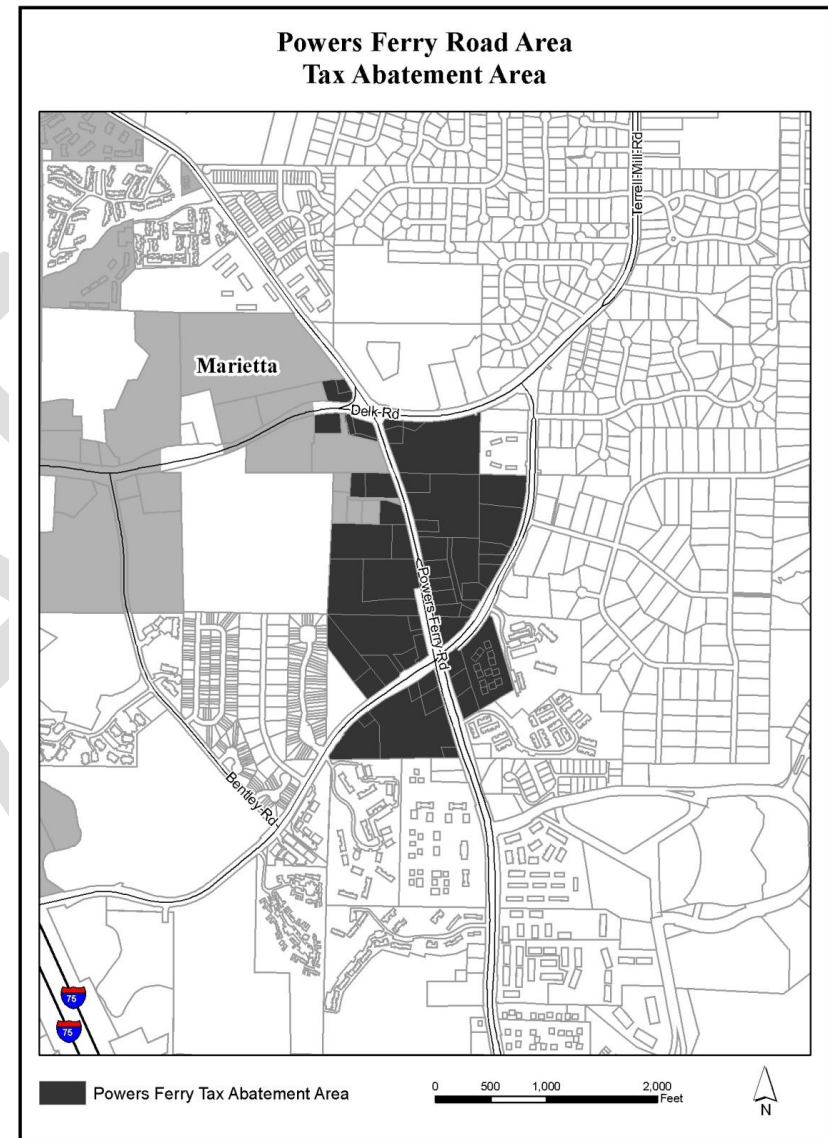 Powers Ferry Road Area
Tax Abatement Area
Terrell-Mill-Rd
Marietta
Delk-Rd
Powers-Ferry-Rd
Bentley-Rd
75
75
Powers Ferry Tax Abatement Area
0 500 1,000 2,000
Feet
N